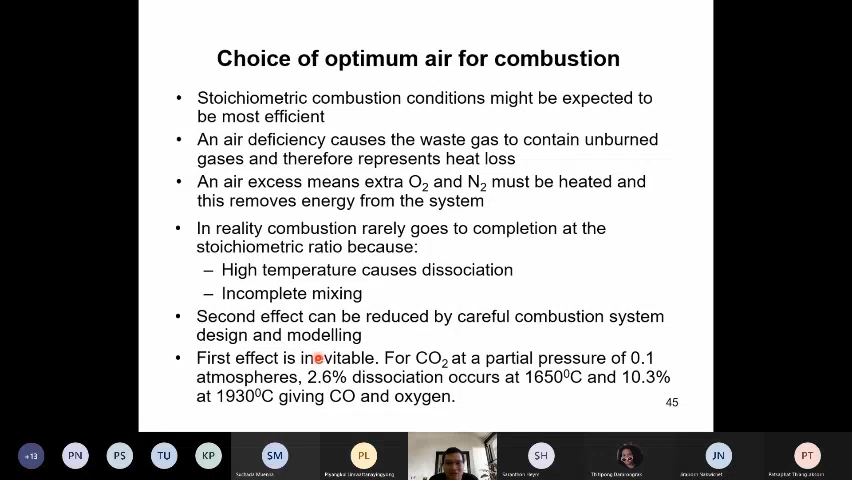 Choice of optimum air for combustion
• Stoichiometric combustion conditions might be expected to
be most efficient
• An air deficiency causes the waste gas to contain unburned
gases and therefore represents heat loss
• An air excess means extra O₂ and N₂ must be heated and
this removes energy from the system
• In reality combustion rarely goes to completion at the
stoichiometric ratio because:
– High temperature causes dissociation
– Incomplete mixing
• Second effect can be reduced by careful combustion system
design and modelling
• First effect is inevitable. For CO₂ at a partial pressure of 0.1
atmospheres, 2.6% dissociation occurs at 1650⁰C and 10.3%
at 1930⁰C giving CO and oxygen.
45
+13
PN
PS
TU
KP
SM
PL
SH
JN
PT